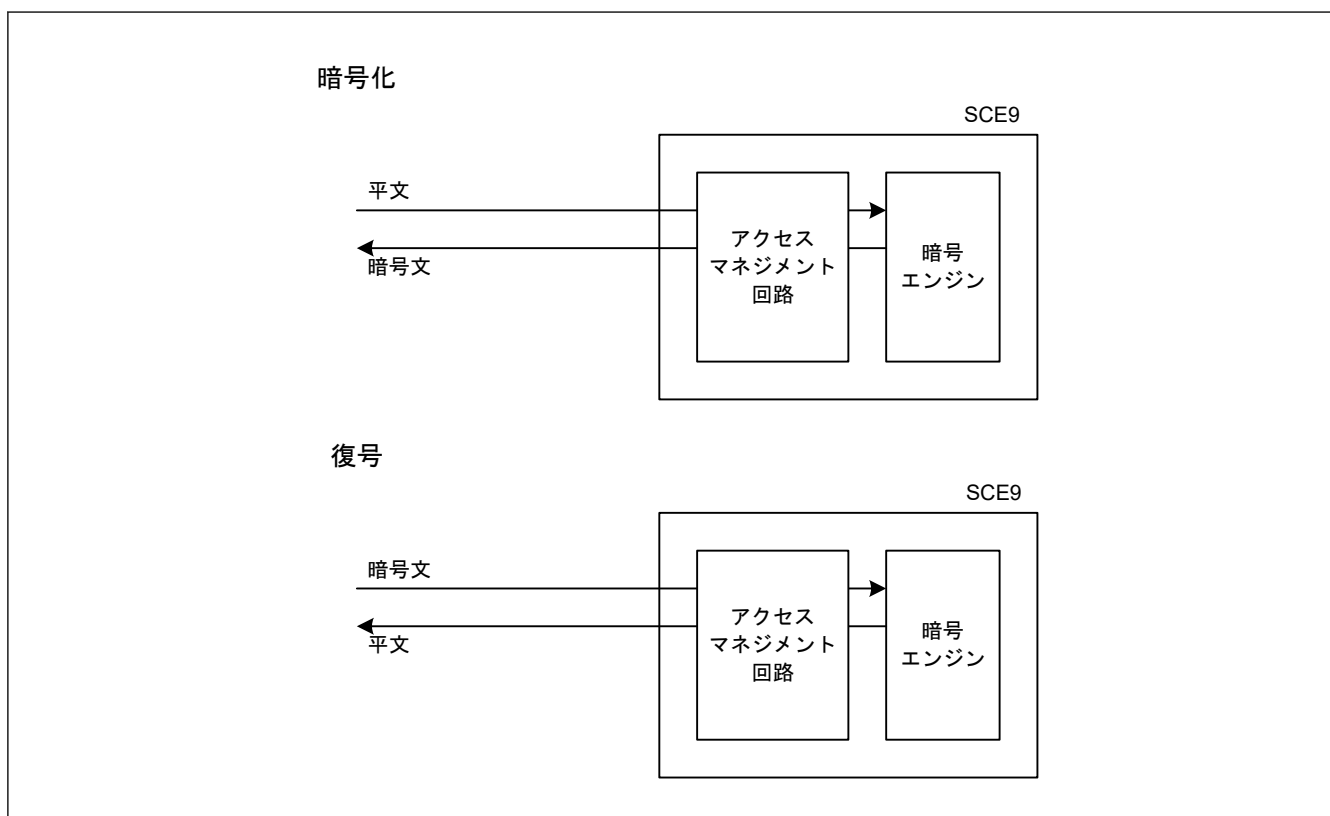 暗号化
SCE9
平文
暗号文
アクセス
マネジメント
回路
暗号
エンジン
復号
SCE9
暗号文
平文
アクセス
マネジメント
回路
暗号
エンジン